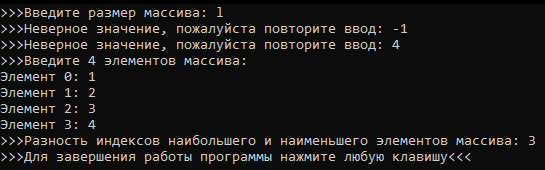 >>>Введите размер массива: l
>>>Неверное значение, пожалуйста повторите ввод: -1
>>>Неверное значение, пожалуйста повторите ввод: 4
>>>Введите 4 элементов массива:
Элемент 0: 1
Элемент 1: 2
Элемент 2: 3
Элемент 3: 4
>>>Разность индексов наибольшего и наименьшего элементов массива: 3
>>>Для завершения работы программы нажмите любую клавишу<<<